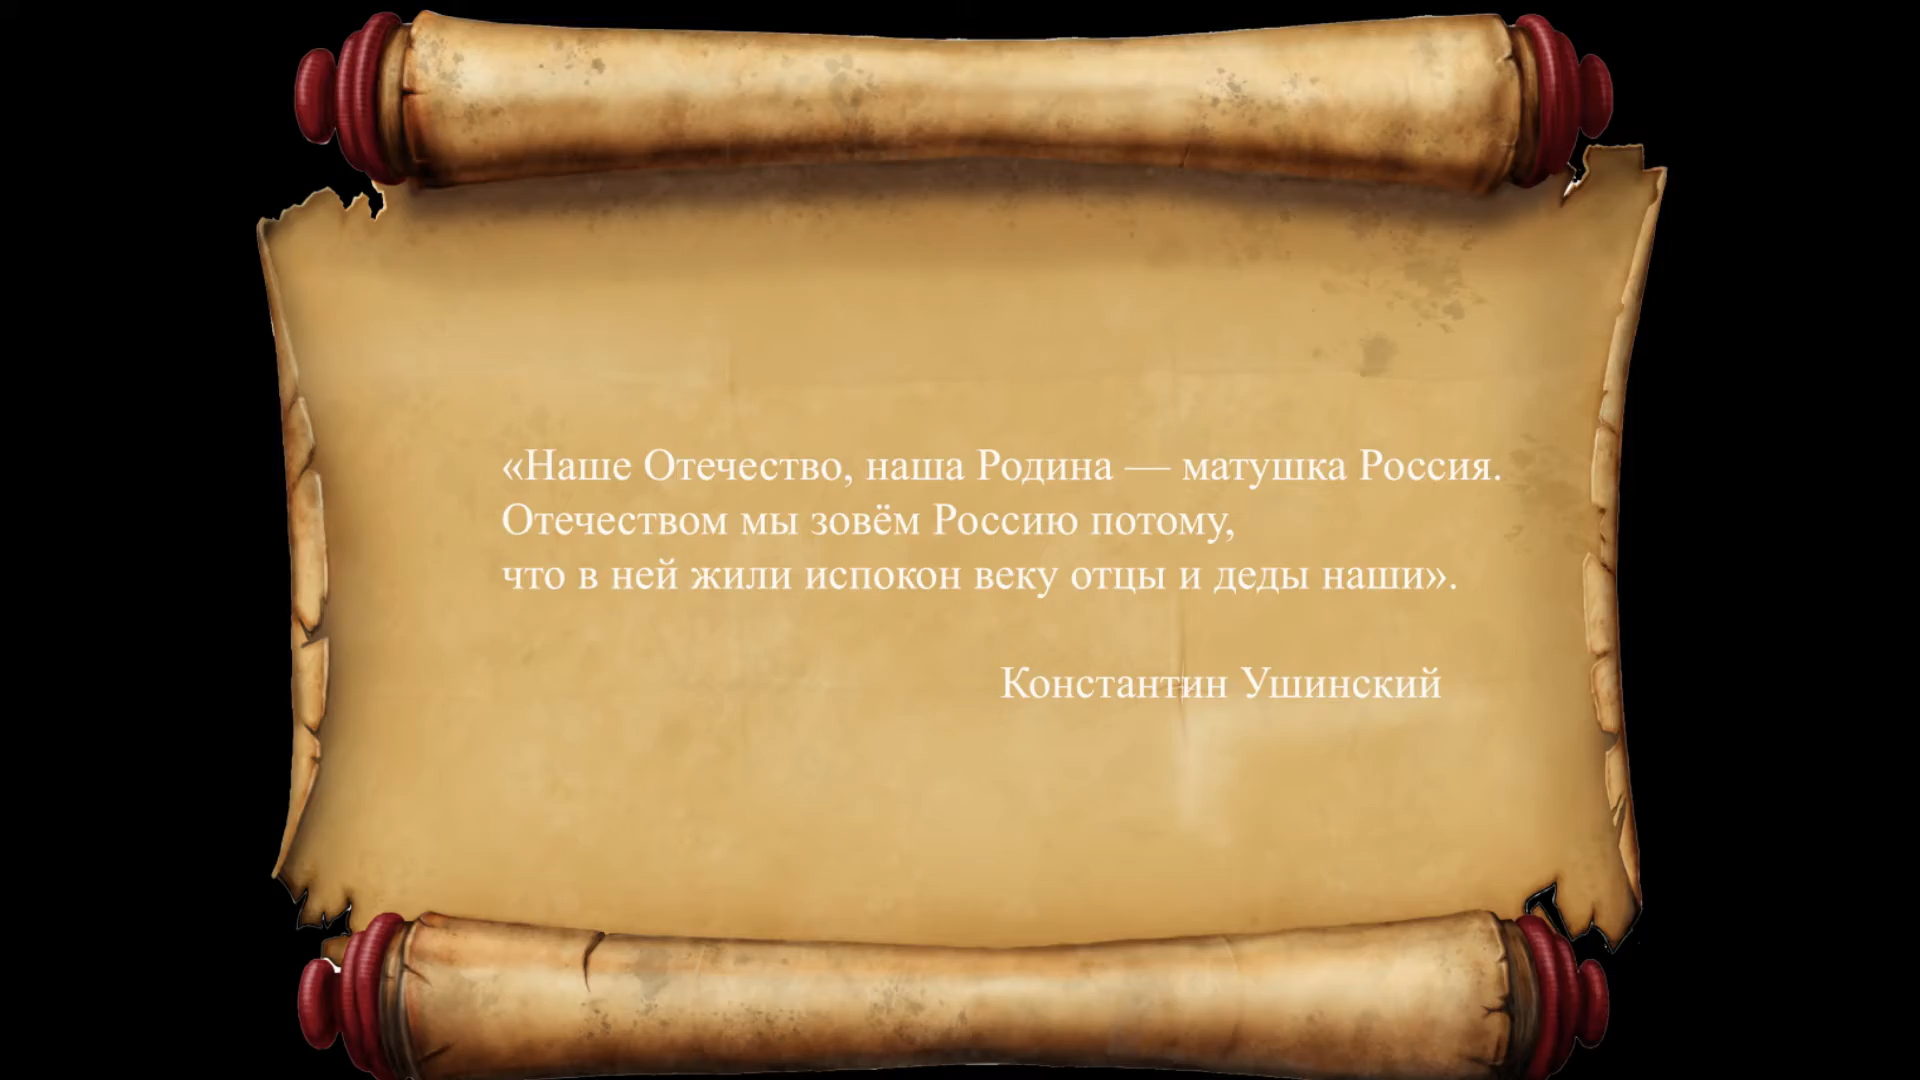 «Наше Отечество, наша Родина — матушка Россия.
Отечеством мы зовём Россию потому,
что в ней жили испокон веку отцы и деды наши».
Константин Ушинский